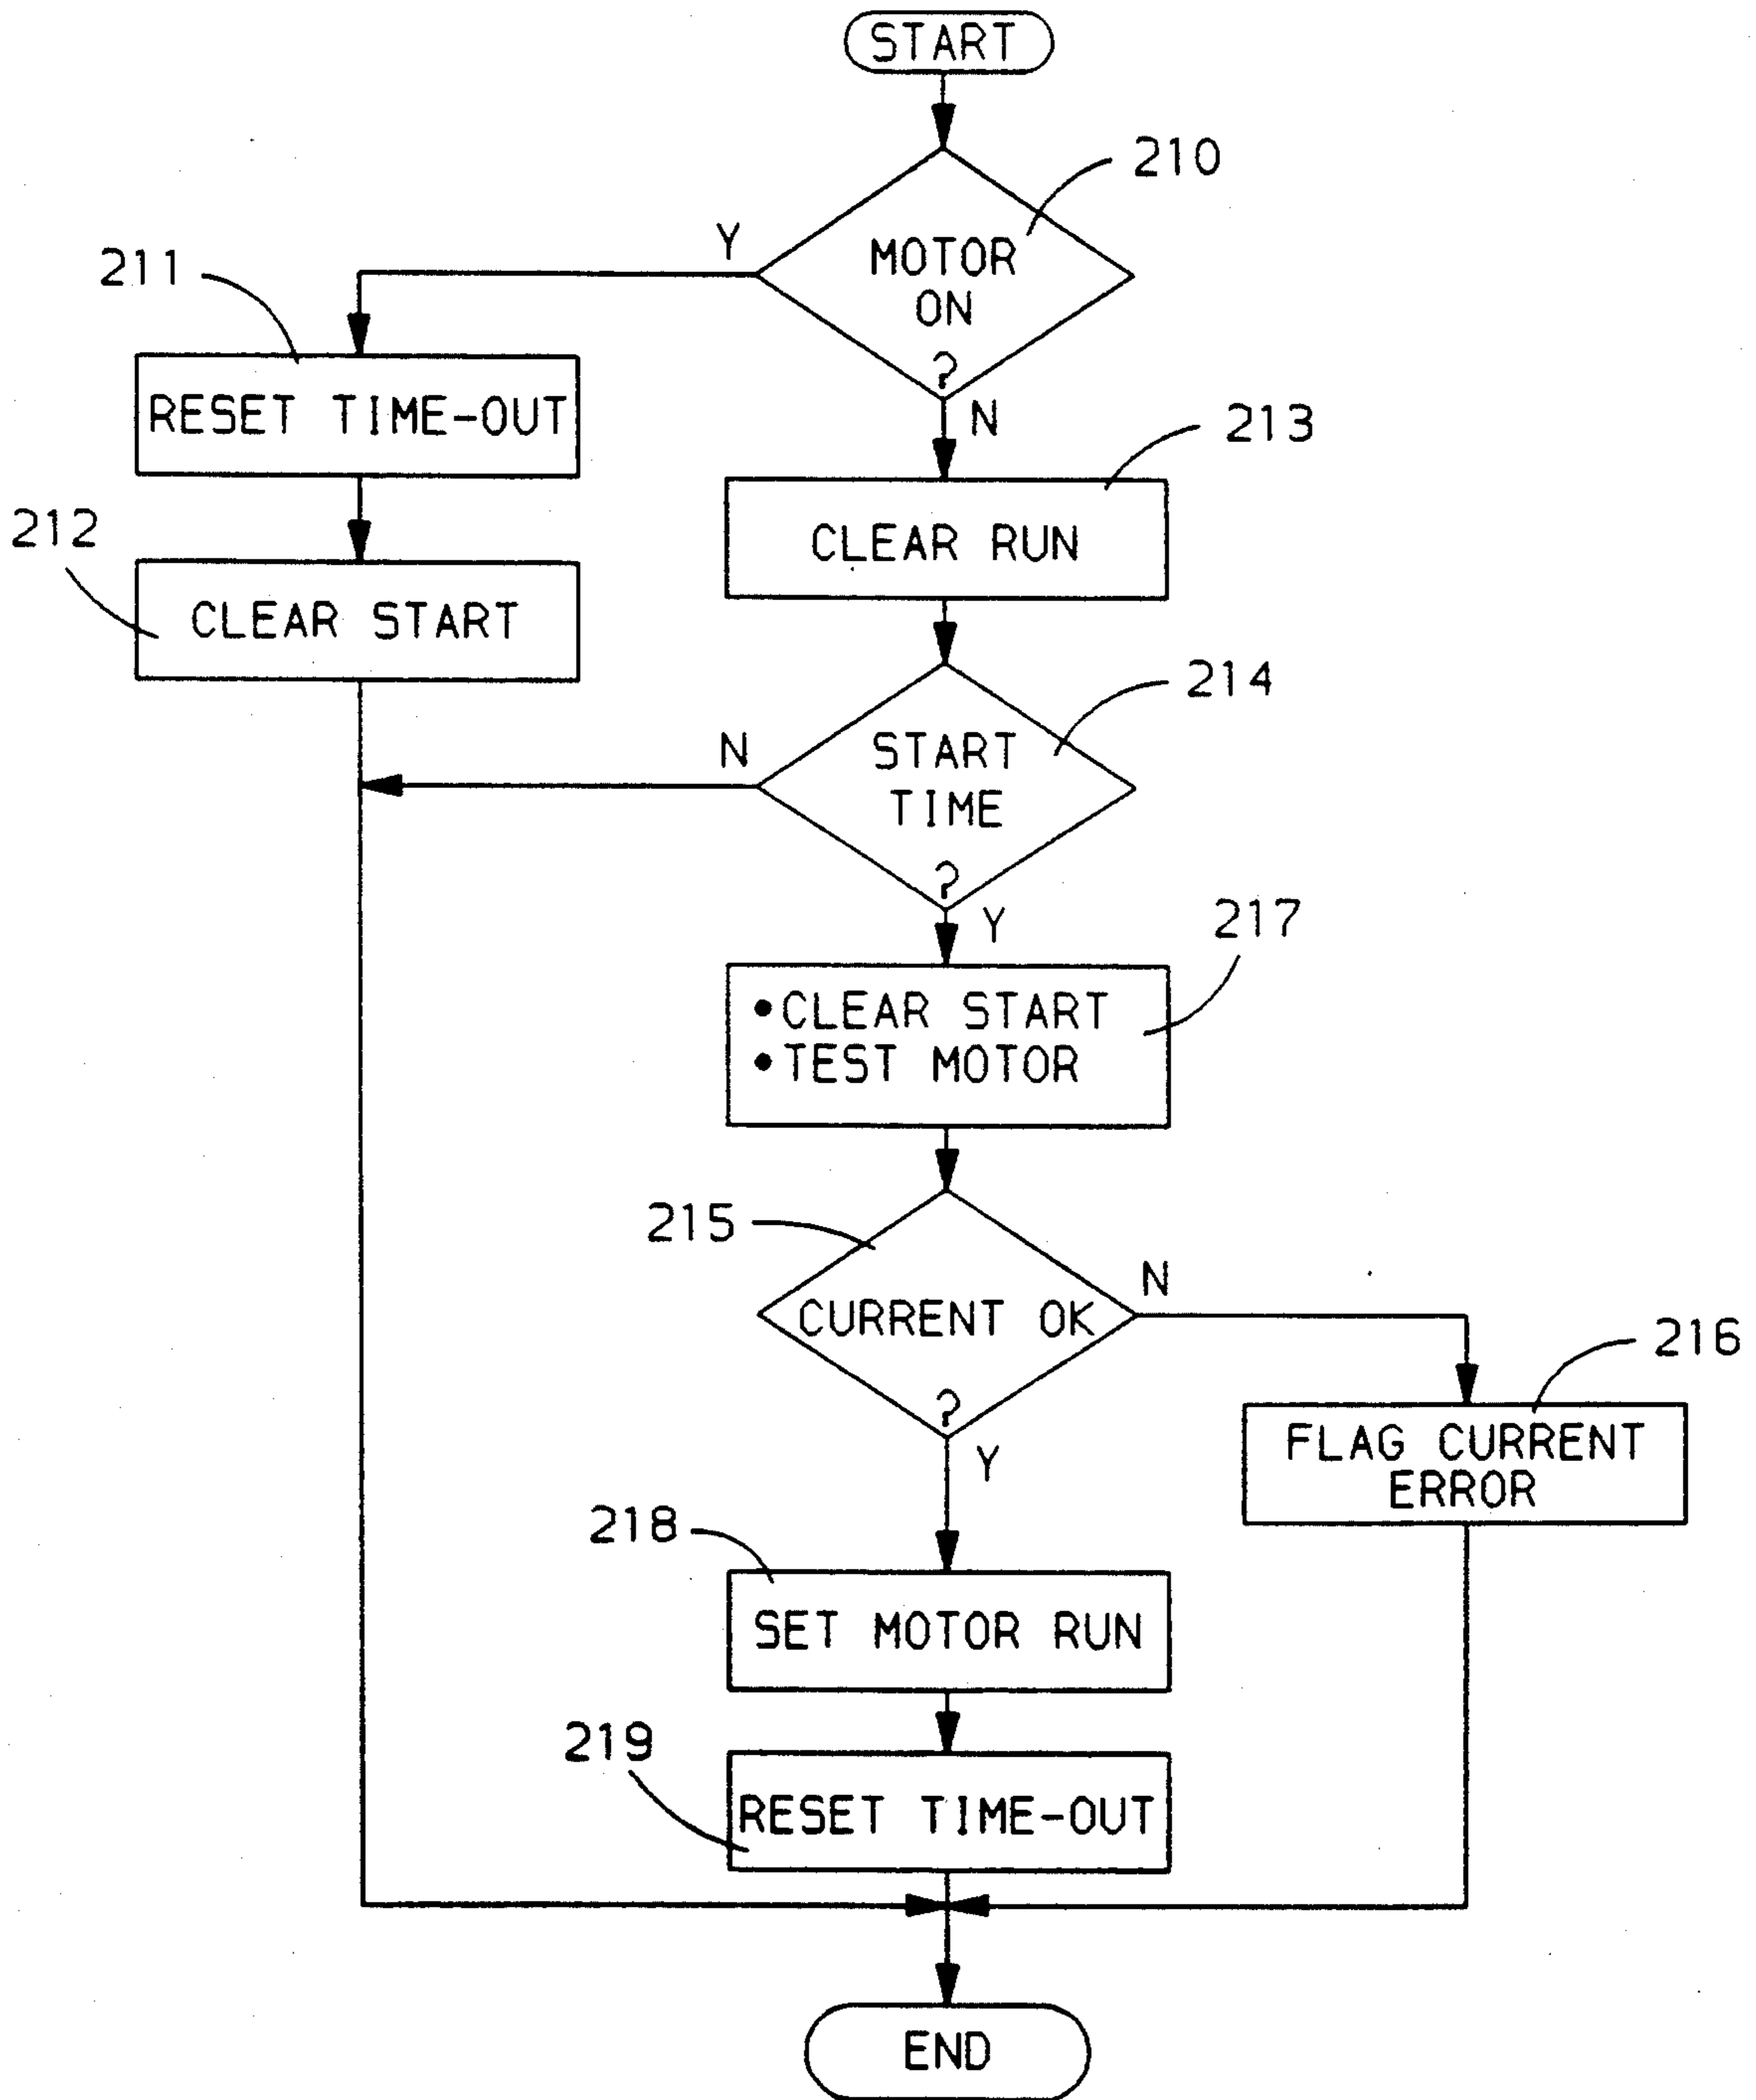 START
210
MOTOR
ON
?
Y
N
211
RESET TIME-OUT
213
CLEAR RUN
212
CLEAR START
214
START
TIME
?
N
Y
217
•CLEAR START
•TEST MOTOR
215
CURRENT OK
?
N
Y
216
FLAG CURRENT
ERROR
218
SET MOTOR RUN
219
RESET TIME-OUT
END